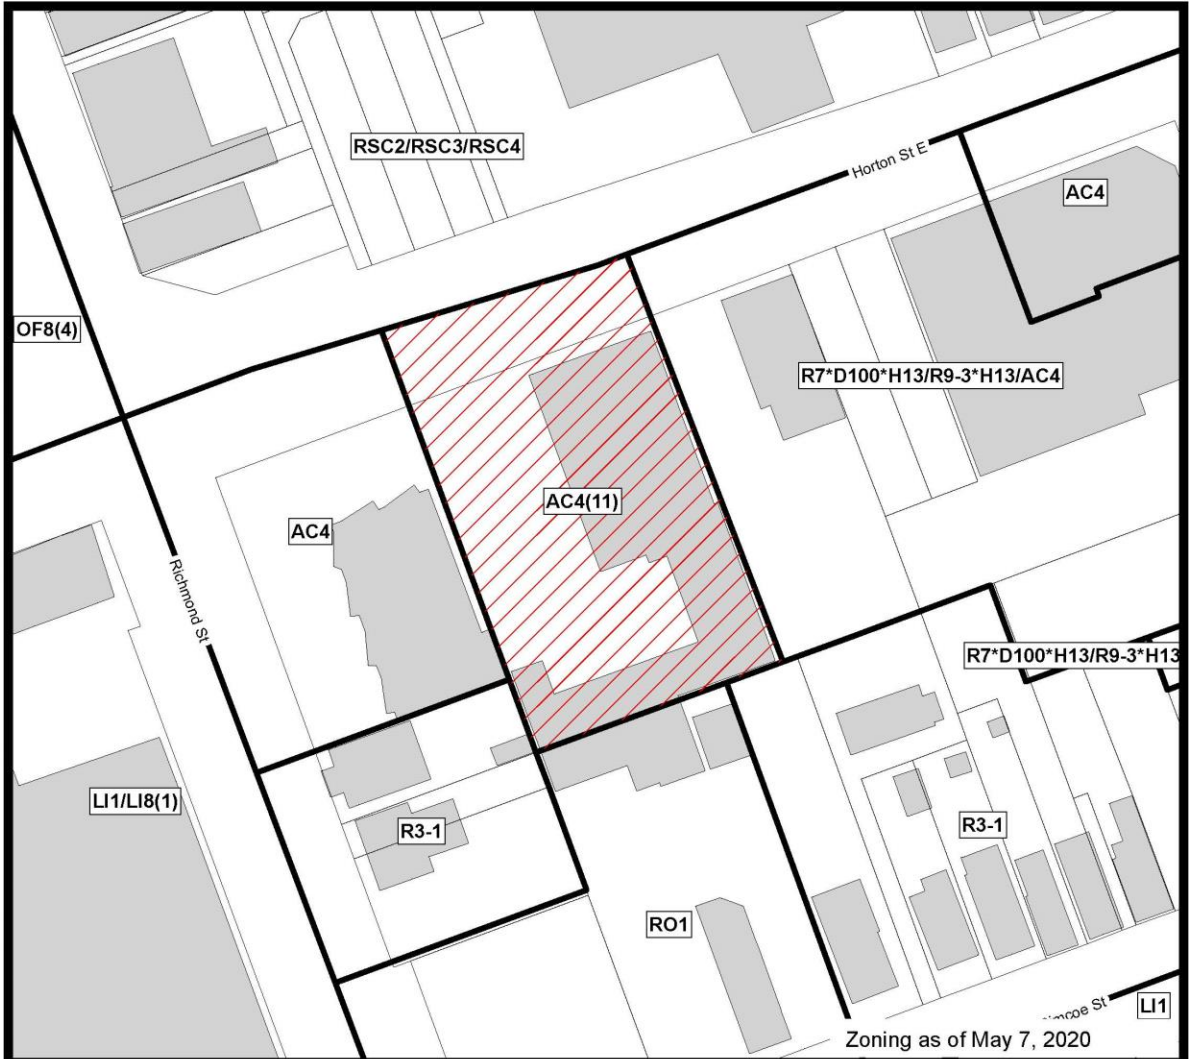 RSC2/RSC3/RSC4
Horton St E
AC4
OF8(4)
R7*D100*H13/R9-3*H13/AC4
AC4(11)
AC4
Richmond St
R7*D100*H13/R9-3*H13
LI1/LI8(1)
R3-1
R3-1
RO1
St
LI1
Zoning as of May 7, 2020